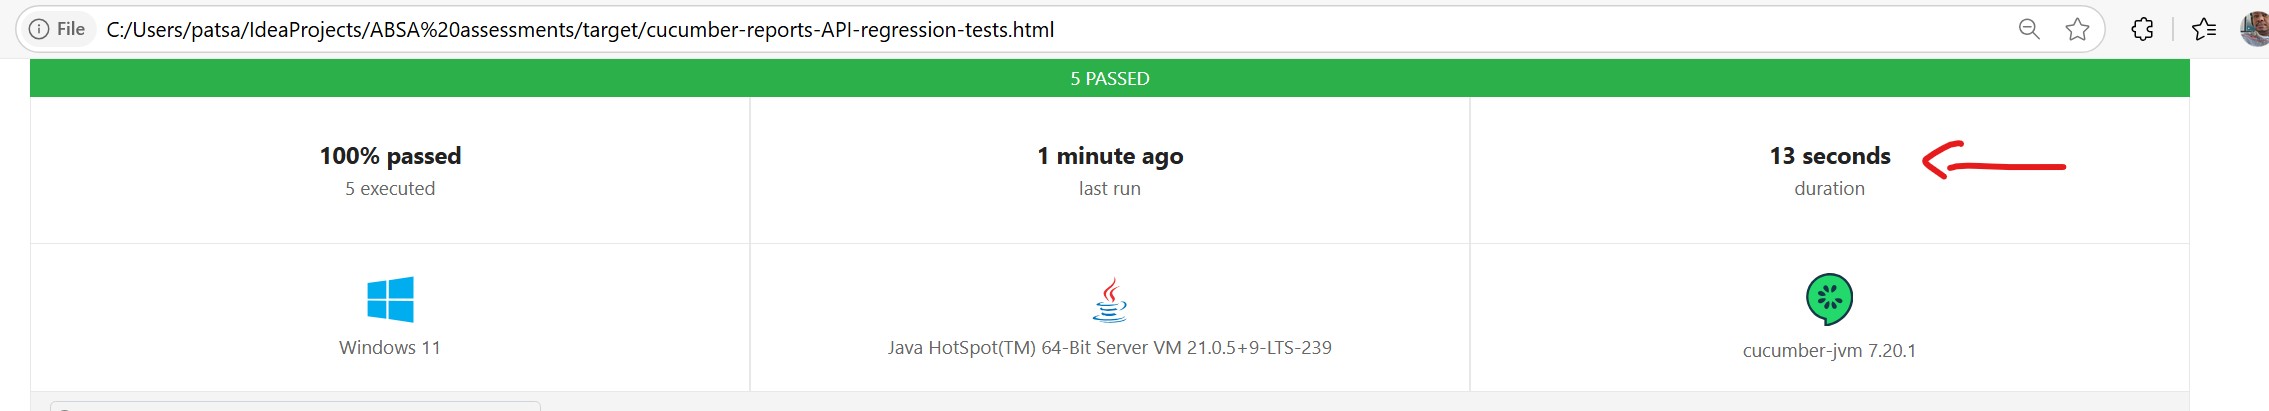 File C:/Users/patsa/IdeaProjects/ABSA%20assessments/target/cucumber-reports-API-regression-tests.html
5 PASSED
100% passed
5 executed
1 minute ago
last run
13 seconds
duration
Windows 11
Java HotSpot(TM) 64-Bit Server VM 21.0.5+9-LTS-239
cucumber-jvm 7.20.1